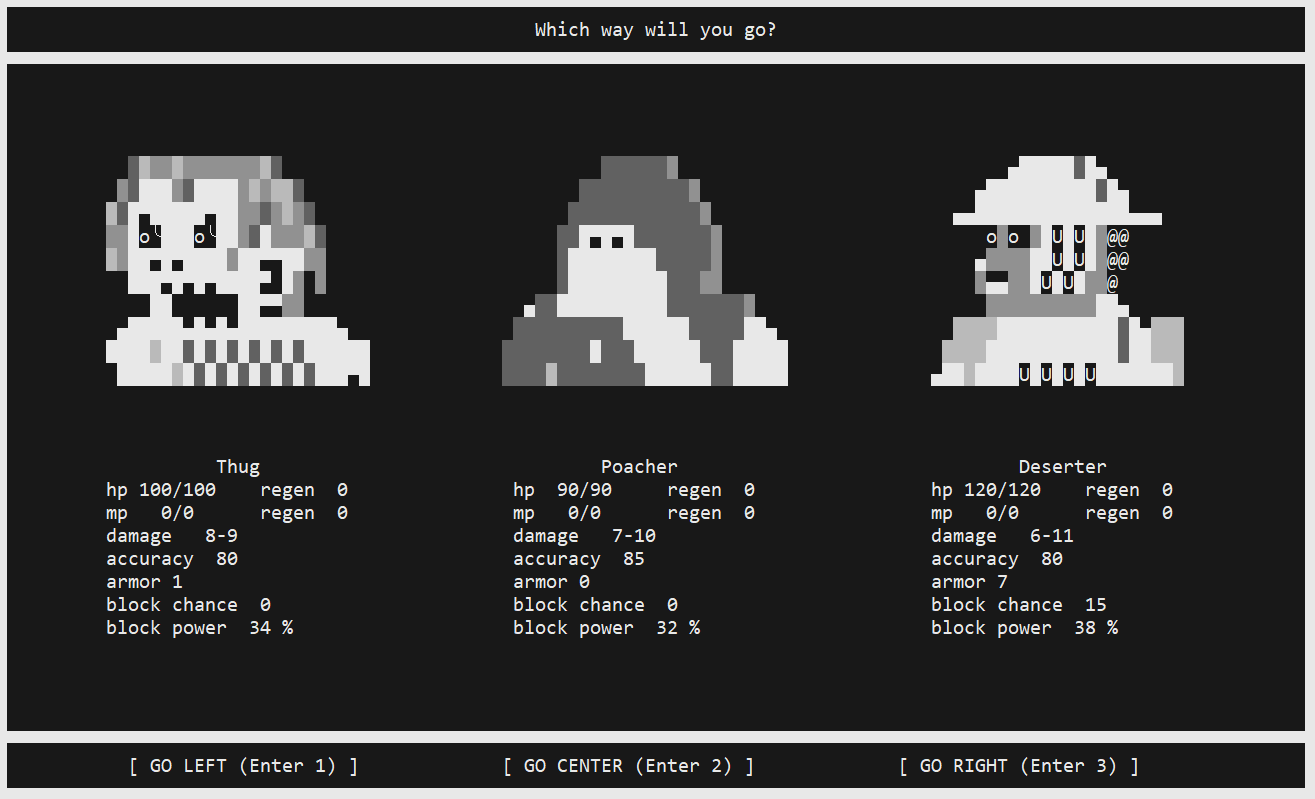 Which way will you go?
o o U U @@
U U @@
U U @
U U U U
Thug
hp 100/100 regen 0
mp 0/0 regen 0
damage 8-9
accuracy 80
armor 1
block chance 0
block power 34 %
Poacher
hp 90/90 regen 0
mp 0/0 regen 0
damage 7-10
accuracy 85
armor 0
block chance 0
block power 32 %
Deserter
hp 120/120 regen 0
mp 0/0 regen 0
damage 6-11
accuracy 80
armor 7
block chance 15
block power 38 %
[ GO LEFT (Enter 1) ]
[ GO CENTER (Enter 2) ]
[ GO RIGHT (Enter 3) ]